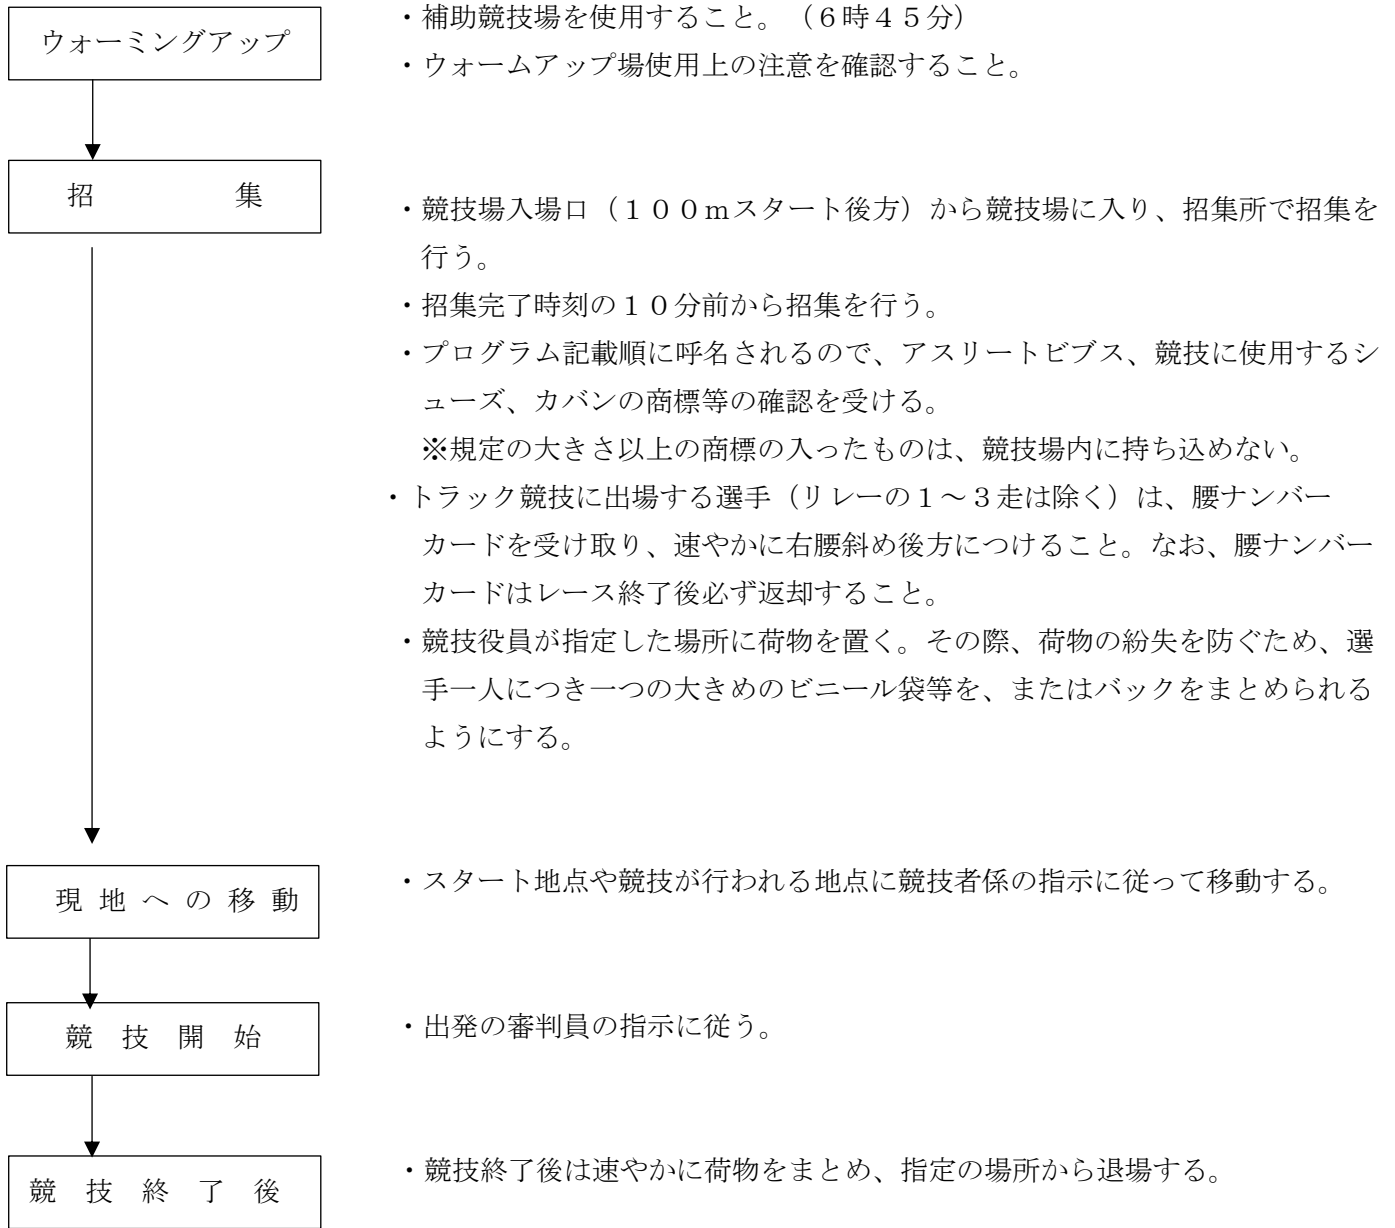 ウォーミングアップ
・補助競技場を使用すること。（６時４５分）
・ウォームアップ場使用上の注意を確認すること。
招　　　　　　集
・競技場入場口（１００ｍスタート後方）から競技場に入り、招集所で招集を
行う。
・招集完了時刻の１０分前から招集を行う。
・プログラム記載順に呼名されるので、アスリートビブス、競技に使用するシ
ューズ、カバンの商標等の確認を受ける。
※規定の大きさ以上の商標の入ったものは、競技場内に持ち込めない。
・トラック競技に出場する選手（リレーの１～３走は除く）は、腰ナンバー
カードを受け取り、速やかに右腰斜め後方につけること。なお、腰ナンバー
カードはレース終了後必ず返却すること。
・競技役員が指定した場所に荷物を置く。その際、荷物の紛失を防ぐため、選
手一人につき一つの大きめのビニール袋等を、またはバックをまとめられる
ようにする。
現 地 へ の 移 動
・スタート地点や競技が行われる地点に競技者係の指示に従って移動する。
競　技　開　始
・出発の審判員の指示に従う。
競　技　終　了　後
・競技終了後は速やかに荷物をまとめ、指定の場所から退場する。